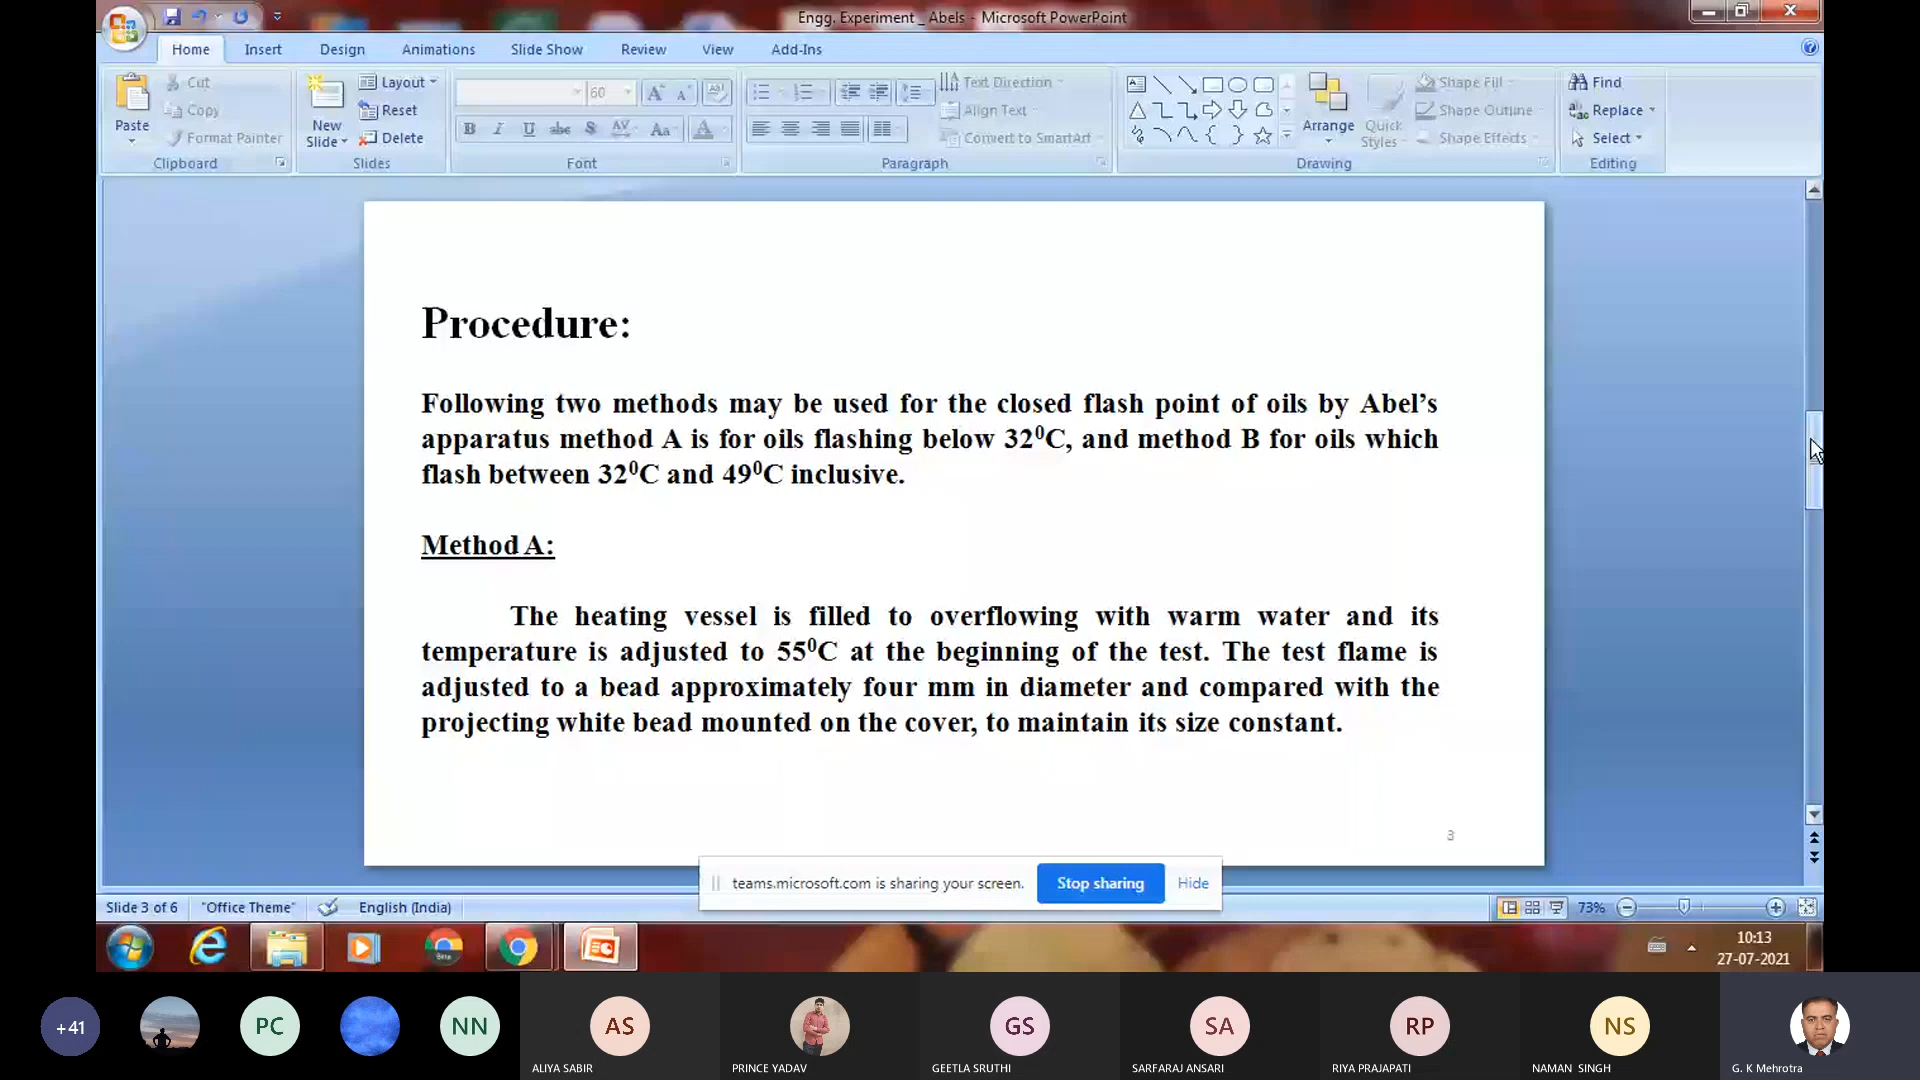 Engg. Experiment _ Abels - Microsoft PowerPoint
Home Insert Design Animations Slide Show Review View Add-Ins
Paste
Cut
Copy
Format Painter
Clipboard
New Slide
Layout
Reset
Delete
Slides
60
B I U abc S AV Aa A
Font
Text Direction
Align Text
Convert to SmartArt
Paragraph
Arrange
Quick Styles
Shape Fill
Shape Outline
Shape Effects
Drawing
Find
Replace
Select
Editing
Procedure:
Following two methods may be used for the closed flash point of oils by Abel’s
apparatus method A is for oils flashing below 32⁰C, and method B for oils which
flash between 32⁰C and 49⁰C inclusive.
Method A:
The heating vessel is filled to overflowing with warm water and its
temperature is adjusted to 55⁰C at the beginning of the test. The test flame is
adjusted to a bead approximately four mm in diameter and compared with the
projecting white bead mounted on the cover, to maintain its size constant.
3
teams.microsoft.com is sharing your screen. Stop sharing Hide
Slide 3 of 6 "Office Theme" English (India) 73%
10:13
27-07-2021
+41 PC NN AS GS SA RP NS
ALIYA SABIR PRINCE YADAV GEETLA SRUTHI SARFARAJ ANSARI RIYA PRAJAPATI NAMAN SINGH G. K Mehrotra